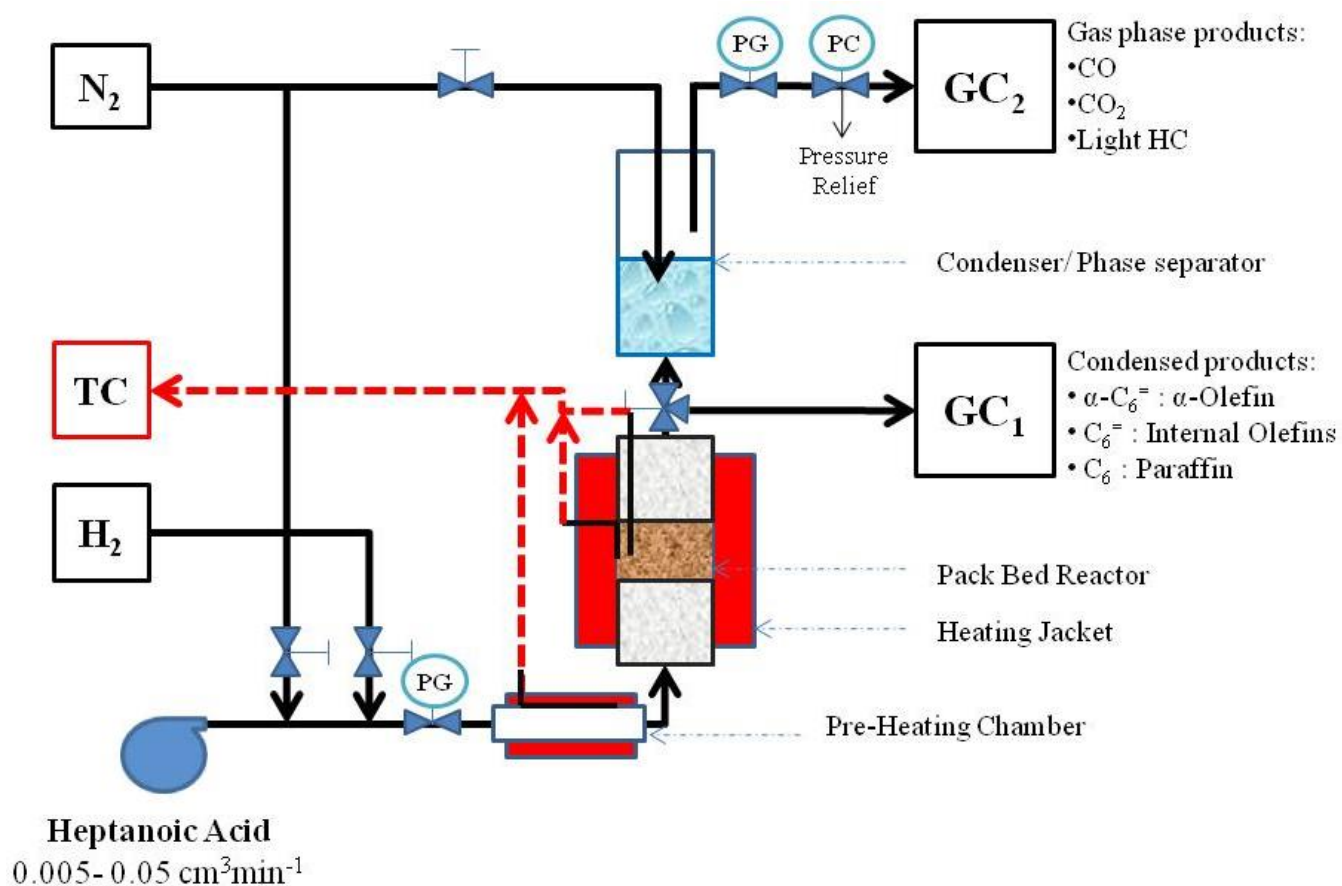 N₂
PG
PC
GC₂
Gas phase products:
•CO
•CO₂
•Light HC
Pressure
Relief
Condenser/ Phase separator
TC
GC₁
Condensed products:
• α-C₆⁼ : α-Olefin
• C₆⁼ : Internal Olefins
• C₆ : Paraffin
H₂
Pack Bed Reactor
Heating Jacket
PG
Pre-Heating Chamber
Heptanoic Acid
0.005- 0.05 cm³min⁻¹